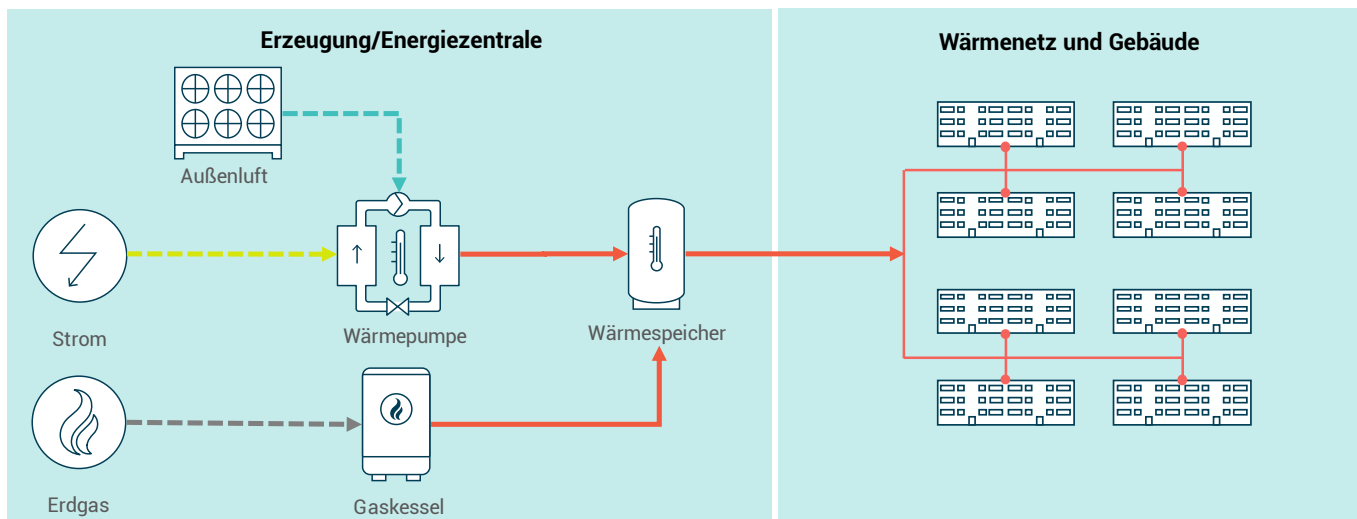 Erzeugung/Energiezentrale
Wärmenetz und Gebäude
Außenluft
Strom
Wärmepumpe
Wärmespeicher
Erdgas
Gaskessel